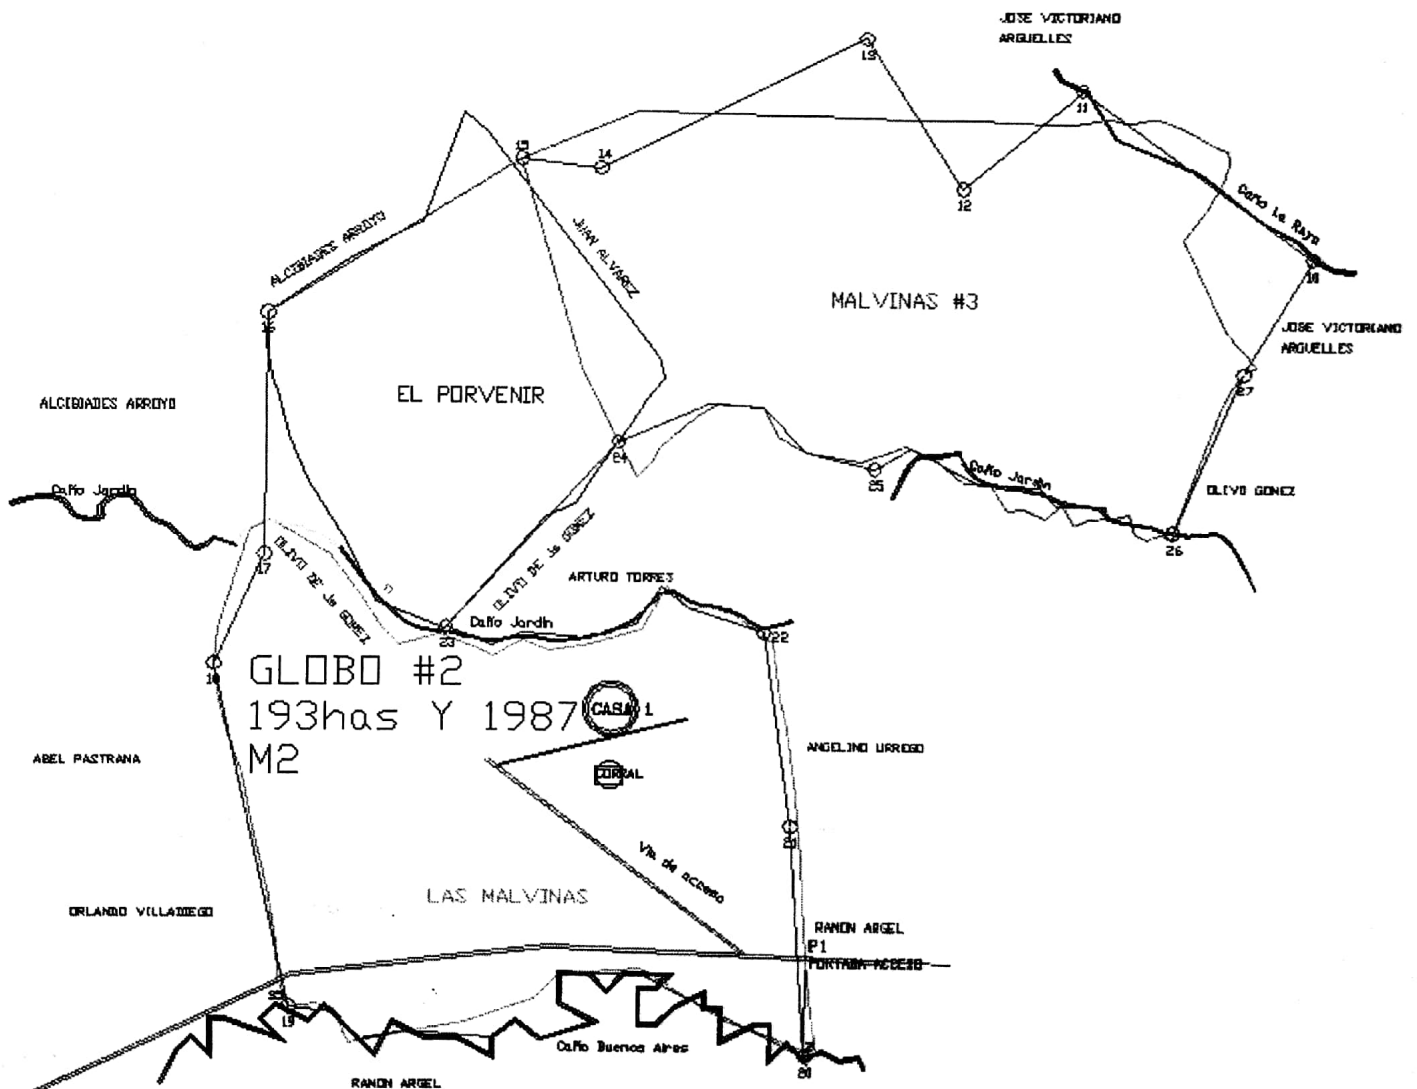 JOSE VICTORIANO
ARGUELLES
13
11
15
14
12
Caño La Raya
ALCIBIADES ARROYO
JUAN ALVAREZ
10
MALVINAS #3
16
JOSE VICTORIANO
ARGUELLES
27
EL PORVENIR
ALCIBIADES ARROYO
24
25
Caño Jardin
OLIVO GOMEZ
Caño Jardin
26
17
OLIVO DE Js GOMEZ
OLIVO DE Js GOMEZ
ARTURO TORRES
Caño Jardin
23
22
18
GLOBO #2
193has Y 1987
M2
CASA 1
ABEL PASTRANA
ANGELINO URREGO
CORRAL
21
Via de acceso
LAS MALVINAS
ORLANDO VILLADIEGO
RAMON ARGEL
P1
PORTADA ACCESO
19
Caño Buenos Aires
20
RAMON ARGEL